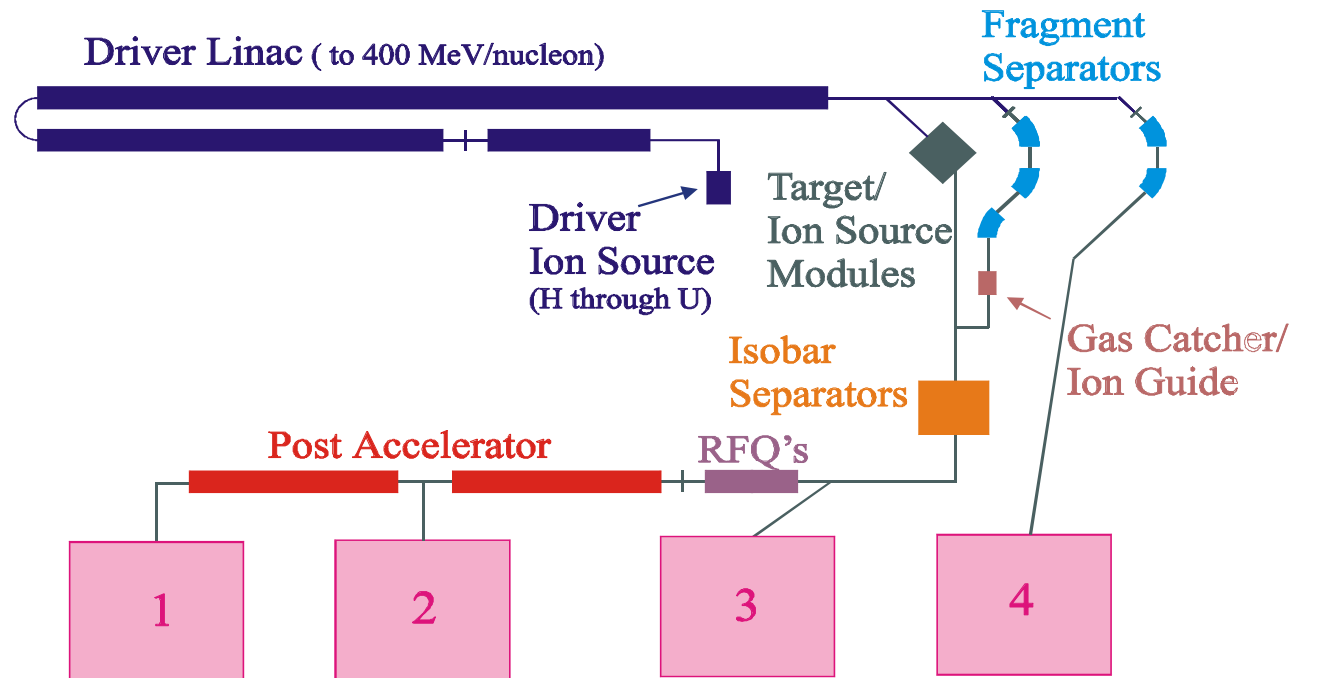 Driver Linac ( to 400 MeV/nucleon)
Fragment
Separators
Driver
Ion Source
(H through U)
Target/
Ion Source
Modules
Gas Catcher/
Ion Guide
Isobar
Separators
Post Accelerator
RFQ's
1
2
3
4